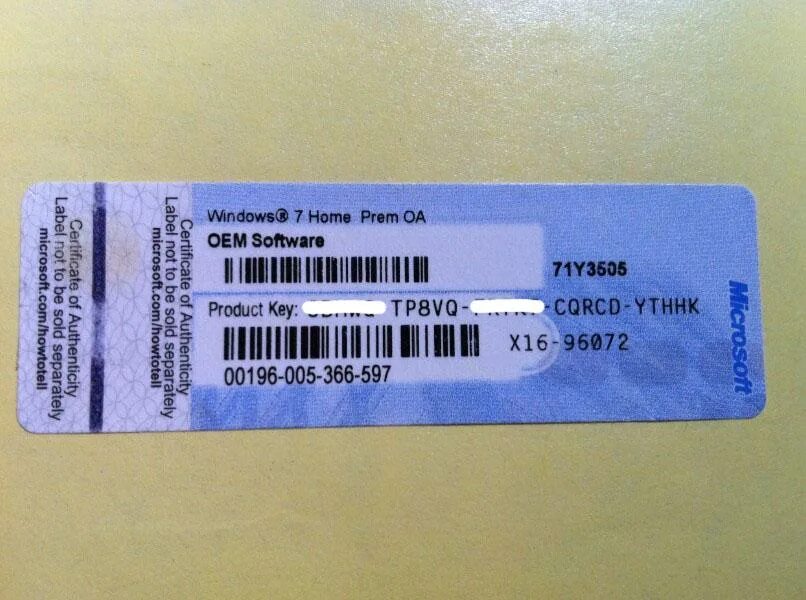 Certificate of Authenticity
Label not to be sold separately
microsoft.com/howtotell
Certificate of Authenticity
Label not to be sold separately
microsoft.com/howtotell
Windows® 7 Home Prem OA
OEM Software
71Y3505
Product Key: TP8VQ- -CQRCD-YTHHK
X16-96072
00196-005-366-597
Microsoft